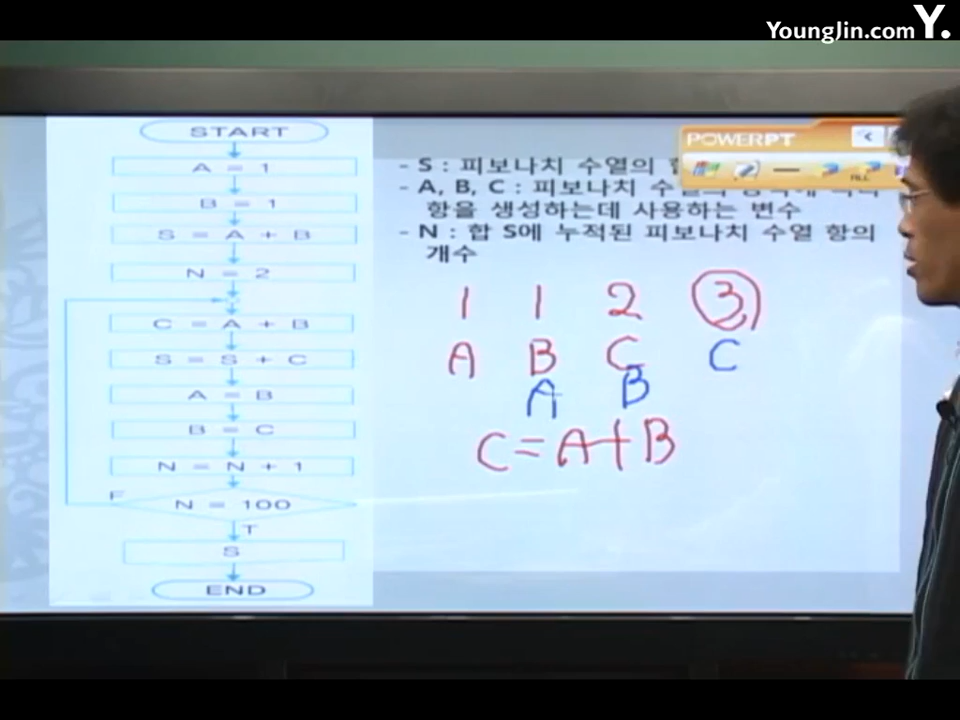 YoungJin.com Y.
START
A = 1
B = 1
S = A + B
N = 2
C = A + B
S = S + C
A = B
B = C
N = N + 1
F
N = 100
T
S
END
POWERPT
- S : 피보나치 수열의
- A, B, C : 피보나치
항을 생성하는데 사용하는 변수
- N : 합 S에 누적된 피보나치 수열 항의
개수
1 1 2 3
A B C C
A B
C = A + B